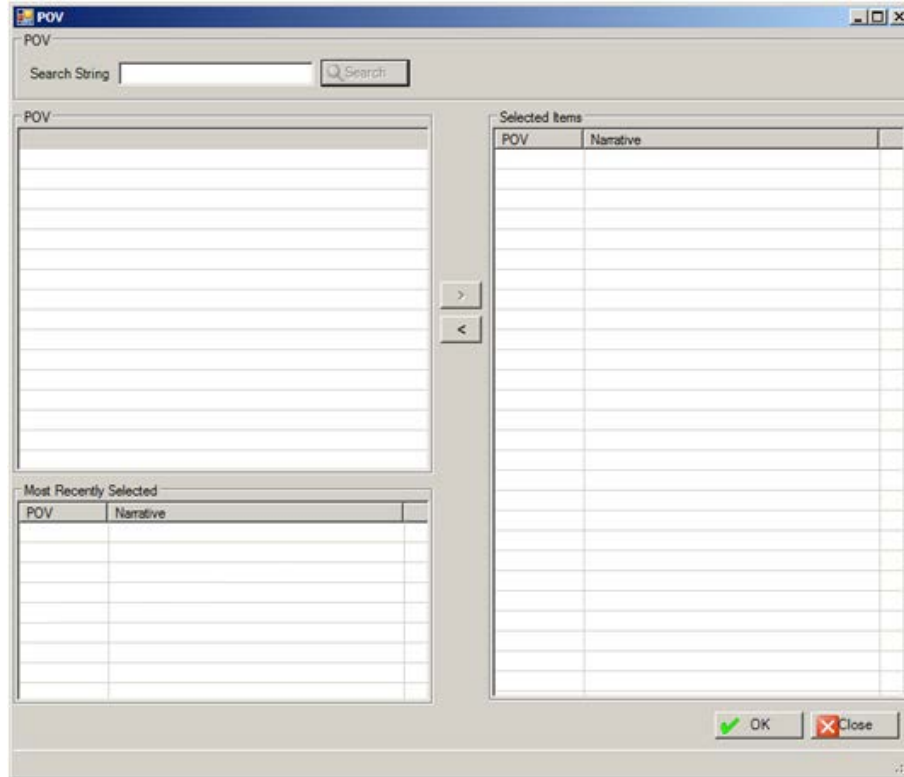 POV
POV
Search String
Search
POV
Selected Items
POV Narrative
>
<
Most Recently Selected
POV Narrative
OK Close